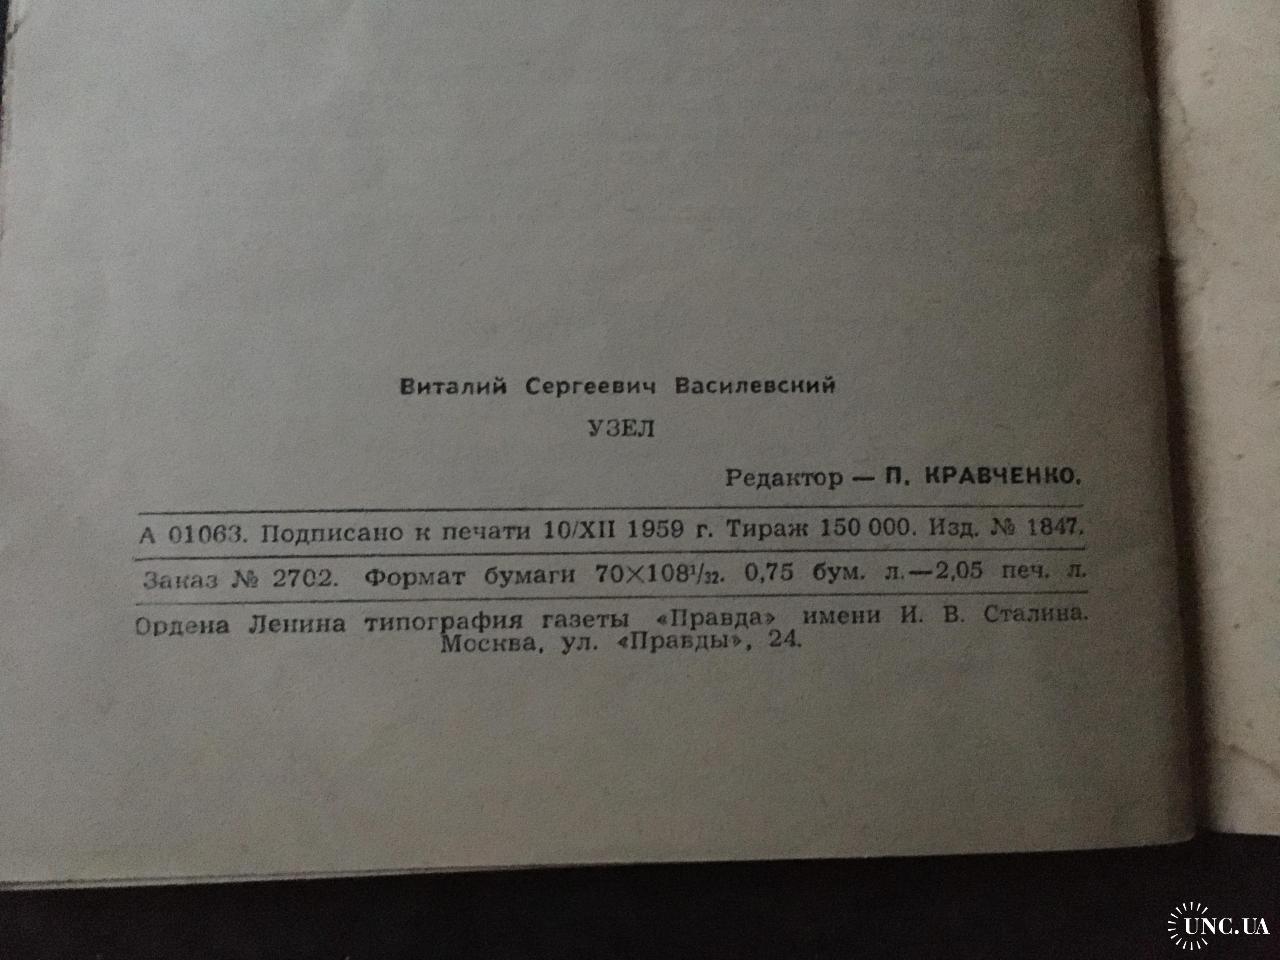 Виталий Сергеевич Василевский
УЗЕЛ
Редактор — П. КРАВЧЕНКО.
А 01063. Подписано к печати 10/XII 1959 г. Тираж 150 000. Изд. № 1847.
Заказ № 2702. Формат бумаги 70×108¹/₃₂. 0,75 бум. л.—2,05 печ. л.
Ордена Ленина типография газеты «Правда» имени И. В. Сталина.
Москва, ул. «Правды», 24.
UNC.UA